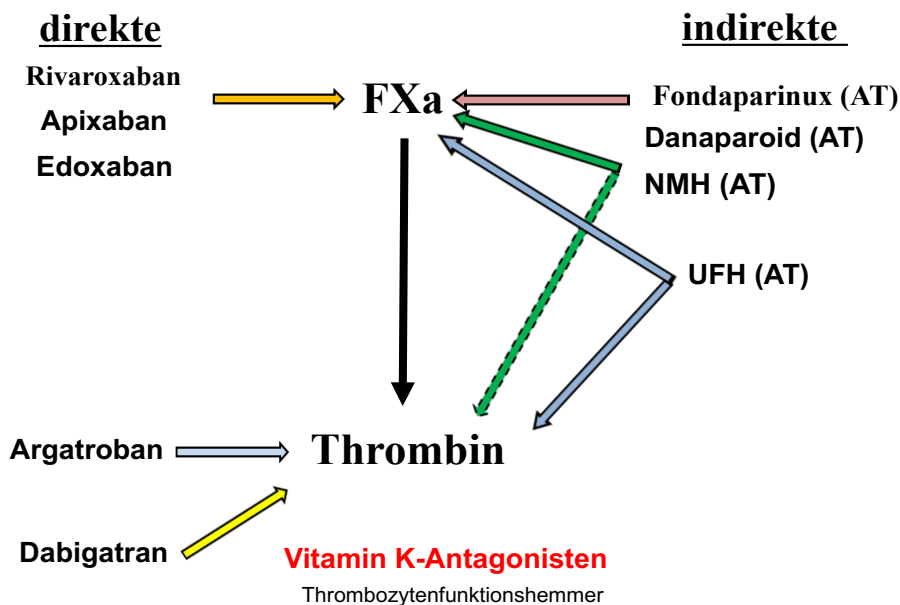 direkte
indirekte
Rivaroxaban
Apixaban
Edoxaban
FXa
Fondaparinux (AT)
Danaparoid (AT)
NMH (AT)
UFH (AT)
Argatroban
Thrombin
Dabigatran
Vitamin K-Antagonisten
Thrombozytenfunktionshemmer